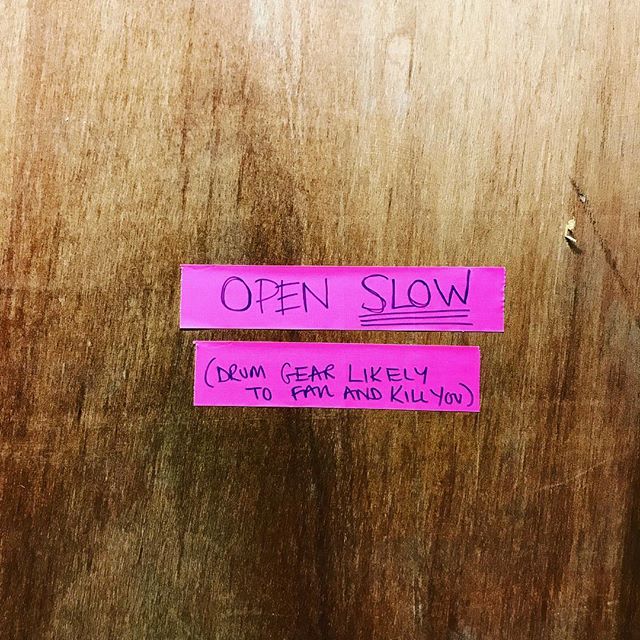 OPEN SLOW
(DRUM GEAR LIKELY
TO FALL AND KILL YOU)